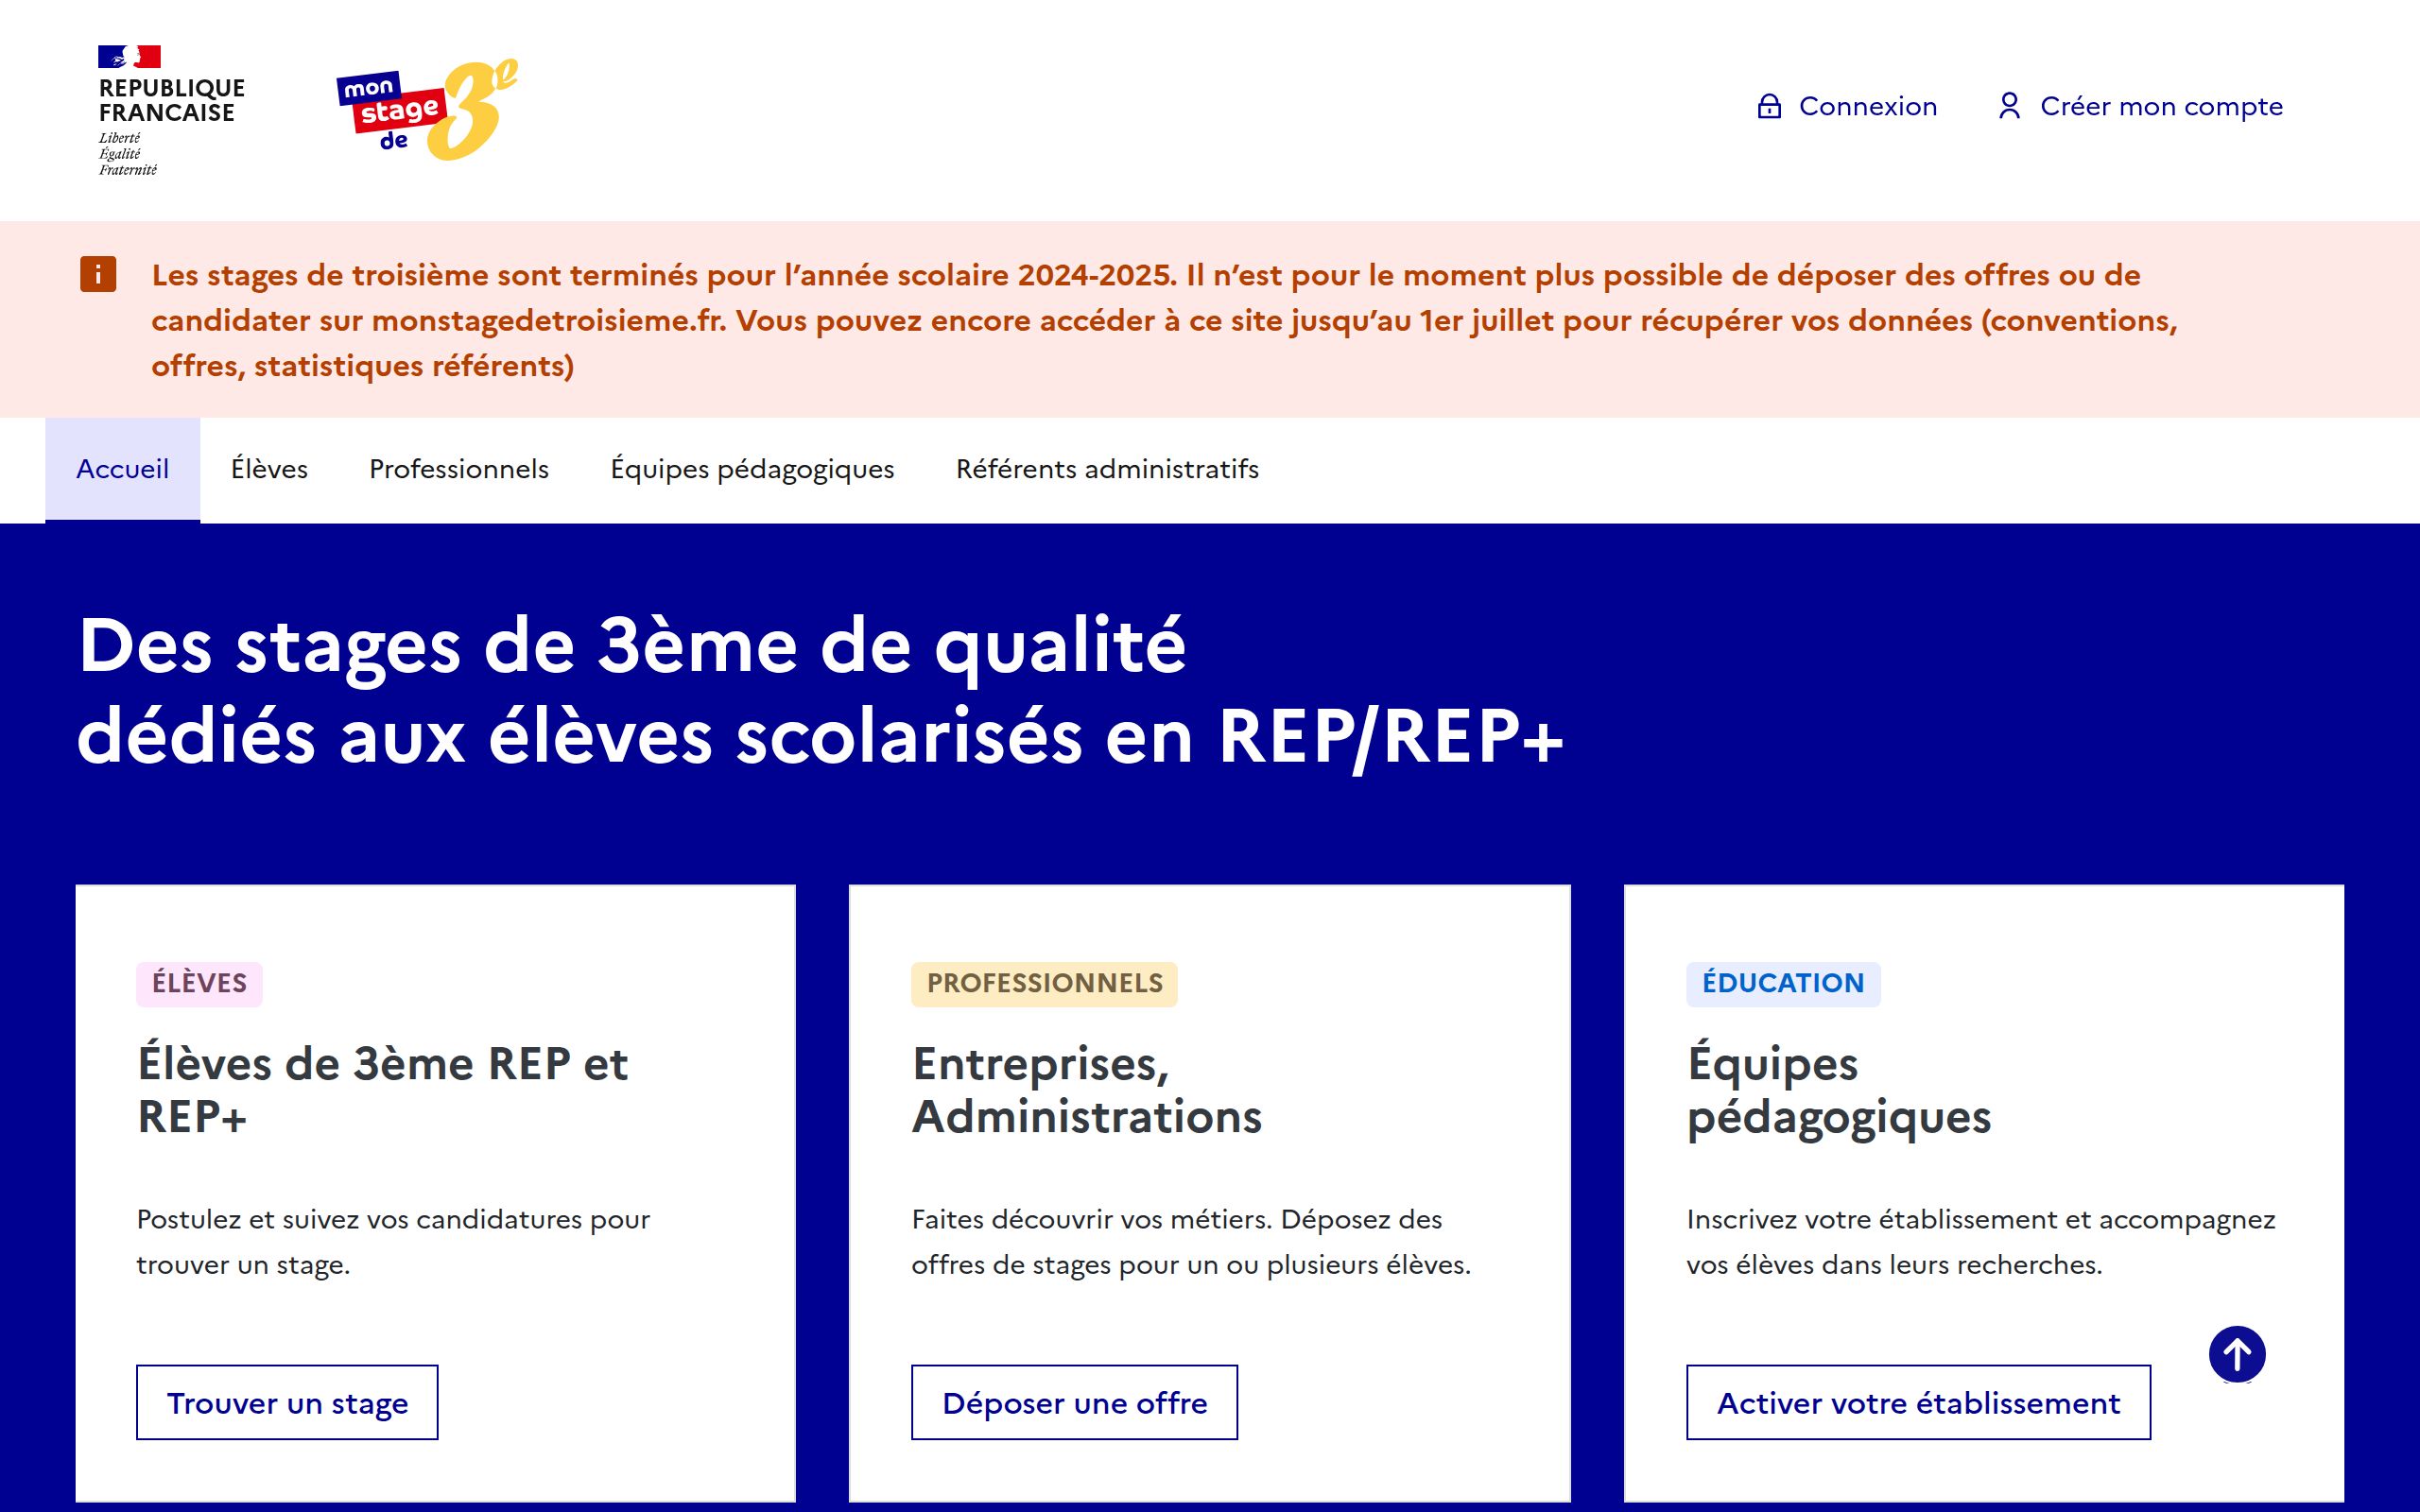 REPUBLIQUE
FRANCAISE
Liberté
Égalité
Fraternité
mon
stage
de
3e
Connexion
Créer mon compte
Les stages de troisième sont terminés pour l’année scolaire 2024-2025. Il n’est pour le moment plus possible de déposer des offres ou de
candidater sur monstagedetroisieme.fr. Vous pouvez encore accéder à ce site jusqu’au 1er juillet pour récupérer vos données (conventions,
offres, statistiques référents)
Accueil
Élèves
Professionnels
Équipes pédagogiques
Référents administratifs
Des stages de 3ème de qualité
dédiés aux élèves scolarisés en REP/REP+
ÉLÈVES
Élèves de 3ème REP et
REP+
Postulez et suivez vos candidatures pour
trouver un stage.
Trouver un stage
PROFESSIONNELS
Entreprises,
Administrations
Faites découvrir vos métiers. Déposez des
offres de stages pour un ou plusieurs élèves.
Déposer une offre
ÉDUCATION
Équipes
pédagogiques
Inscrivez votre établissement et accompagnez
vos élèves dans leurs recherches.
Activer votre établissement